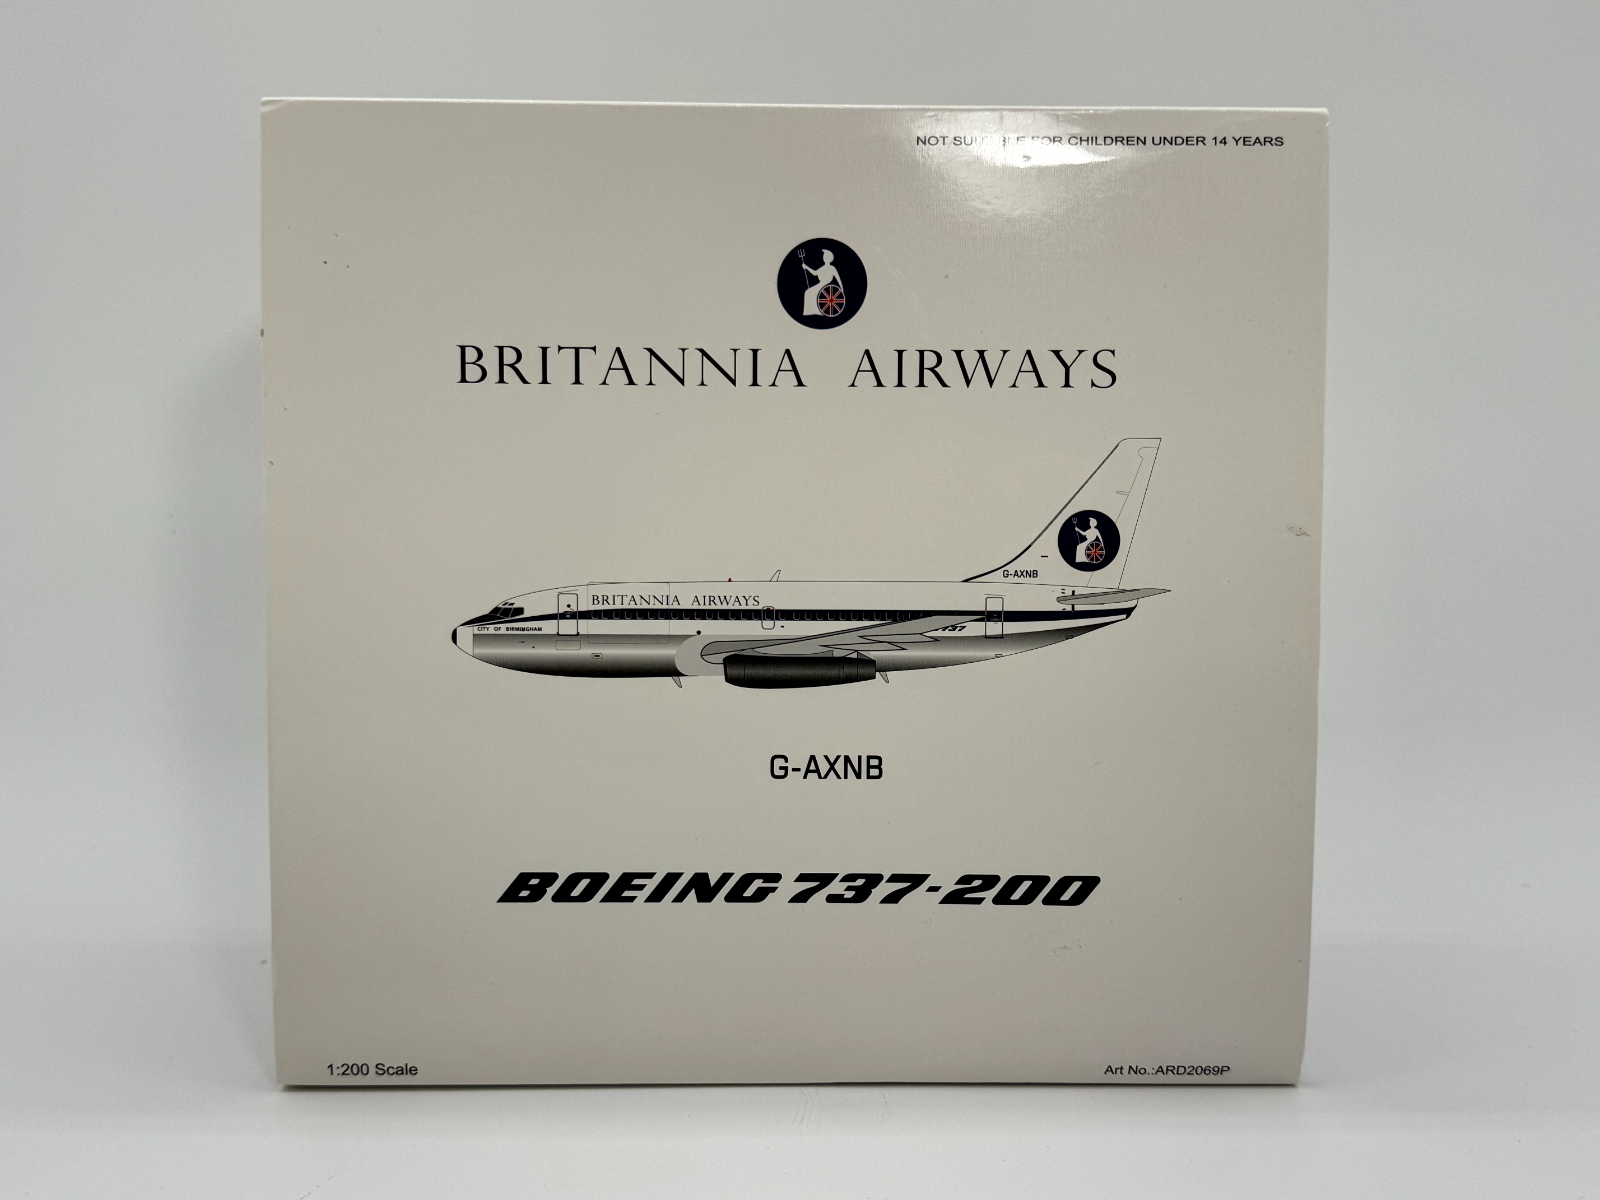 NOT SUITABLE FOR CHILDREN UNDER 14 YEARS
BRITANNIA AIRWAYS
G-AXNB
BRITANNIA AIRWAYS
CITY OF BIRMINGHAM
737
G-AXNB
BOEING 737-200
1:200 Scale
Art No.:ARD2069P